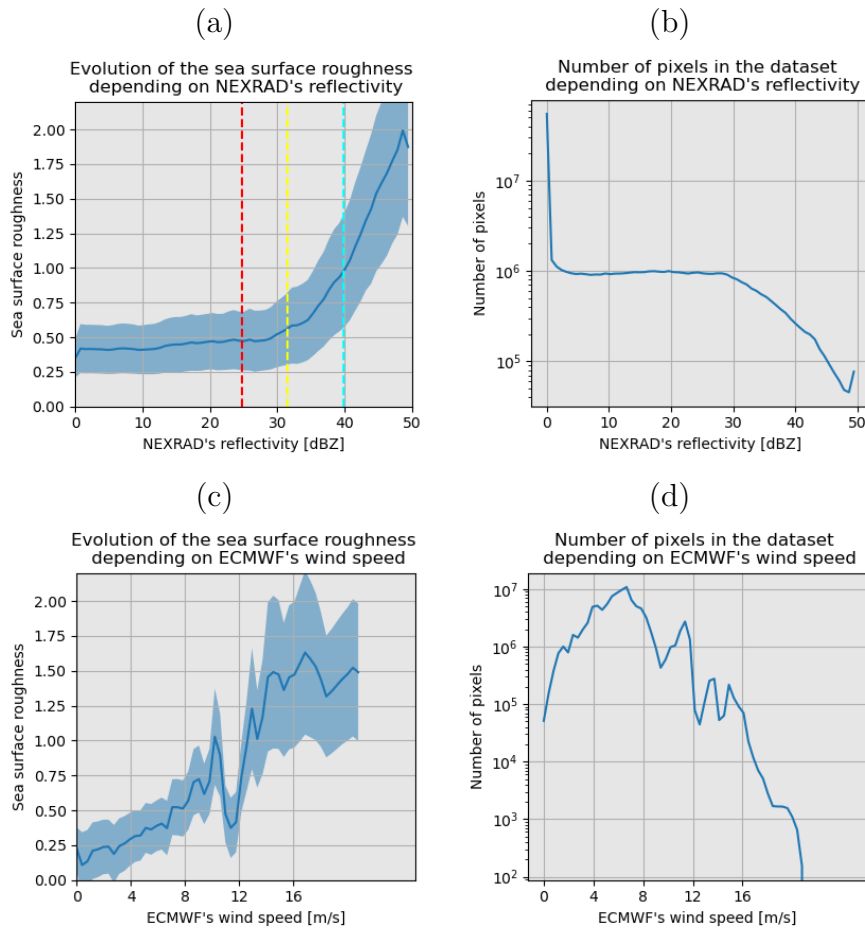 (a)
Evolution of the sea surface roughness
depending on NEXRAD's reflectivity
2.00
1.75
1.50
1.25
1.00
0.75
0.50
0.25
0.00
Sea surface roughness
0 10 20 30 40 50
NEXRAD's reflectivity [dBZ]
(b)
Number of pixels in the dataset
depending on NEXRAD's reflectivity
10^7
10^6
10^5
Number of pixels
0 10 20 30 40 50
NEXRAD's reflectivity [dBZ]
(c)
Evolution of the sea surface roughness
depending on ECMWF's wind speed
2.00
1.75
1.50
1.25
1.00
0.75
0.50
0.25
0.00
Sea surface roughness
0 4 8 12 16
ECMWF's wind speed [m/s]
(d)
Number of pixels in the dataset
depending on ECMWF's wind speed
10^7
10^6
10^5
10^4
10^3
10^2
Number of pixels
0 4 8 12 16
ECMWF's wind speed [m/s]